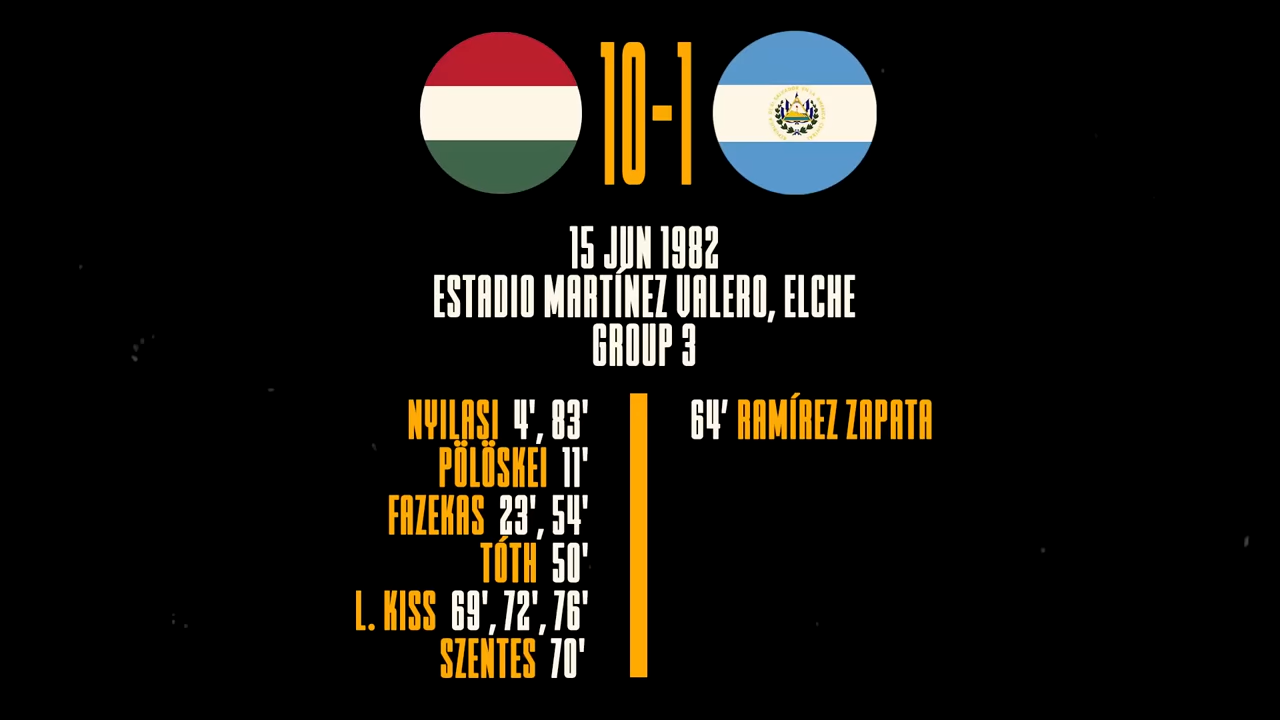 10-1
15 JUN 1982
ESTADIO MARTÍNEZ VALERO, ELCHE
GROUP 3
NYILASI 4', 83'
PÖLÖSKEI 11'
FAZEKAS 23', 54'
TÓTH 50'
L. KISS 69', 72', 76'
SZENTES 70'
64' RAMÍREZ ZAPATA